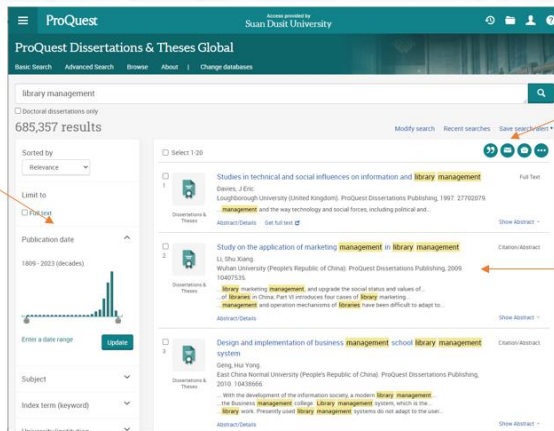 ProQuest
Access provided by
Suan Dusit University
ProQuest Dissertations & Theses Global
Basic Search Advanced Search Browse About | Change databases
library management
Doctoral dissertations only
685,357 results
Modify search Recent searches Save search/alert
Sorted by
Relevance
Limit to
Full text
Publication date
1809 - 2023 (decades)
Enter a date range
Update
Subject
Index term (keyword)
University/institution
Select 1-20
1
Studies in technical and social influences on information and library management
Full Text
Davies, J Eric.
Loughborough University (United Kingdom). ProQuest Dissertations Publishing, 1997. 27702079.
...management and the way technology and social forces, including political and...
Dissertations & Theses
Abstract/Details Get full text
Show Abstract
2
Study on the application of marketing management in library management
Citation/Abstract
Li, Shu Xiang.
Wuhan University (People's Republic of China). ProQuest Dissertations Publishing, 2009.
10407535.
...library marketing management, and upgrade the social status and values of...
...of libraries in China, Part VI introduces four cases of library marketing...
...management and operation mechanisms of libraries have been difficult to adapt to...
Dissertations & Theses
Abstract/Details
Show Abstract
3
Design and implementation of business management school library management
system
Citation/Abstract
Geng, Hui Yong.
East China Normal University (People's Republic of China). ProQuest Dissertations Publishing,
2010. 10438666.
... With the development of the information society, a modern library management...
...the Business management college. Library management system, which is the...
...library work. Presently used library management systems do not adapt to the user...
Dissertations & Theses
Abstract/Details
Show Abstract